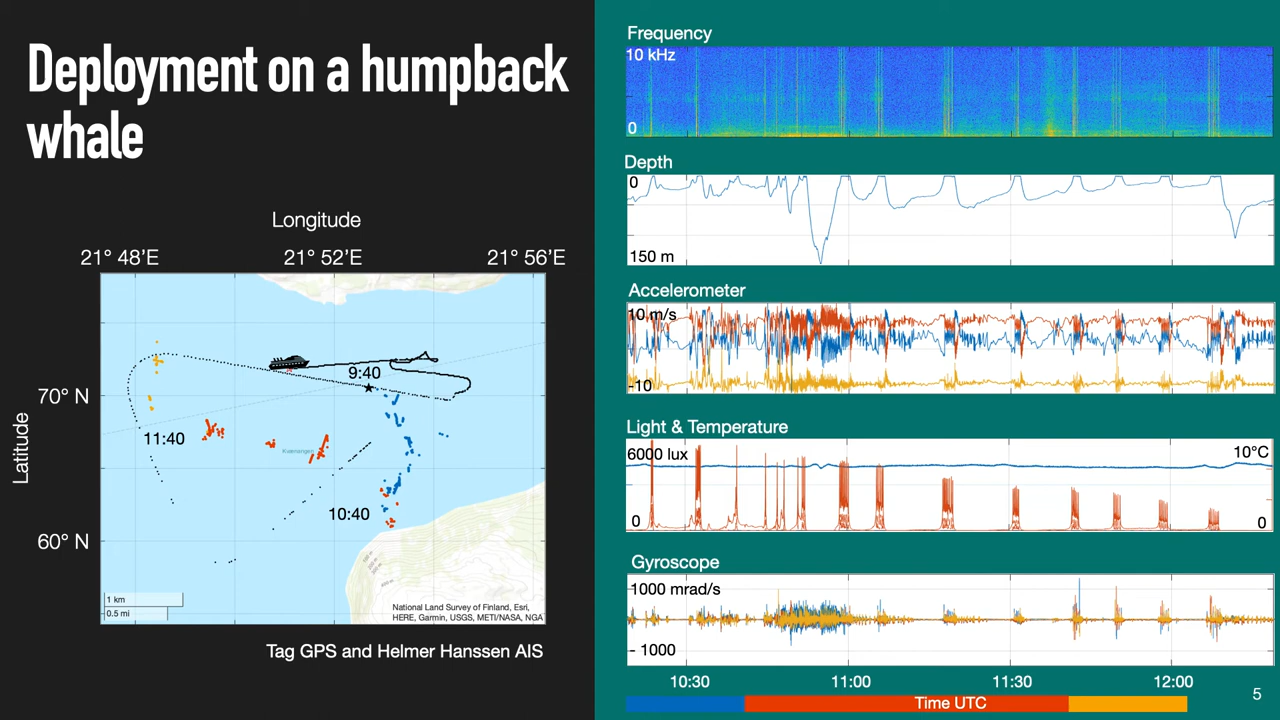 Deployment on a humpback
whale
Longitude
21° 48’E 21° 52’E 21° 56’E
Latitude
70° N
60° N
9:40
11:40
Kvænangen
10:40
1 km
0.5 mi
National Land Survey of Finland, Esri,
HERE, Garmin, USGS, METI/NASA, NGA
Tag GPS and Helmer Hanssen AIS
Frequency
10 kHz
0
Depth
0
150 m
Accelerometer
10 m/s
-10
Light & Temperature
6000 lux 10°C
0 0
Gyroscope
1000 mrad/s
- 1000
10:30 11:00 11:30 12:00
Time UTC
5